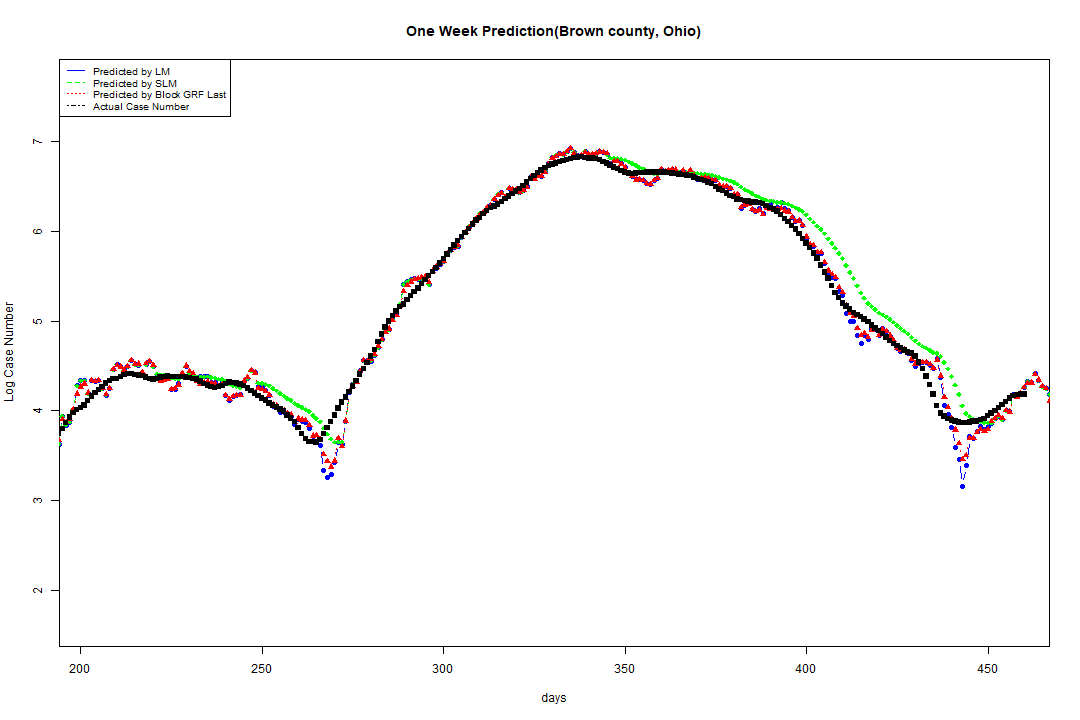 One Week Prediction(Brown county, Ohio)
Predicted by LM
Predicted by SLM
Predicted by Block GRF Last
Actual Case Number
7
6
5
4
3
2
Log Case Number
200 250 300 350 400 450
days